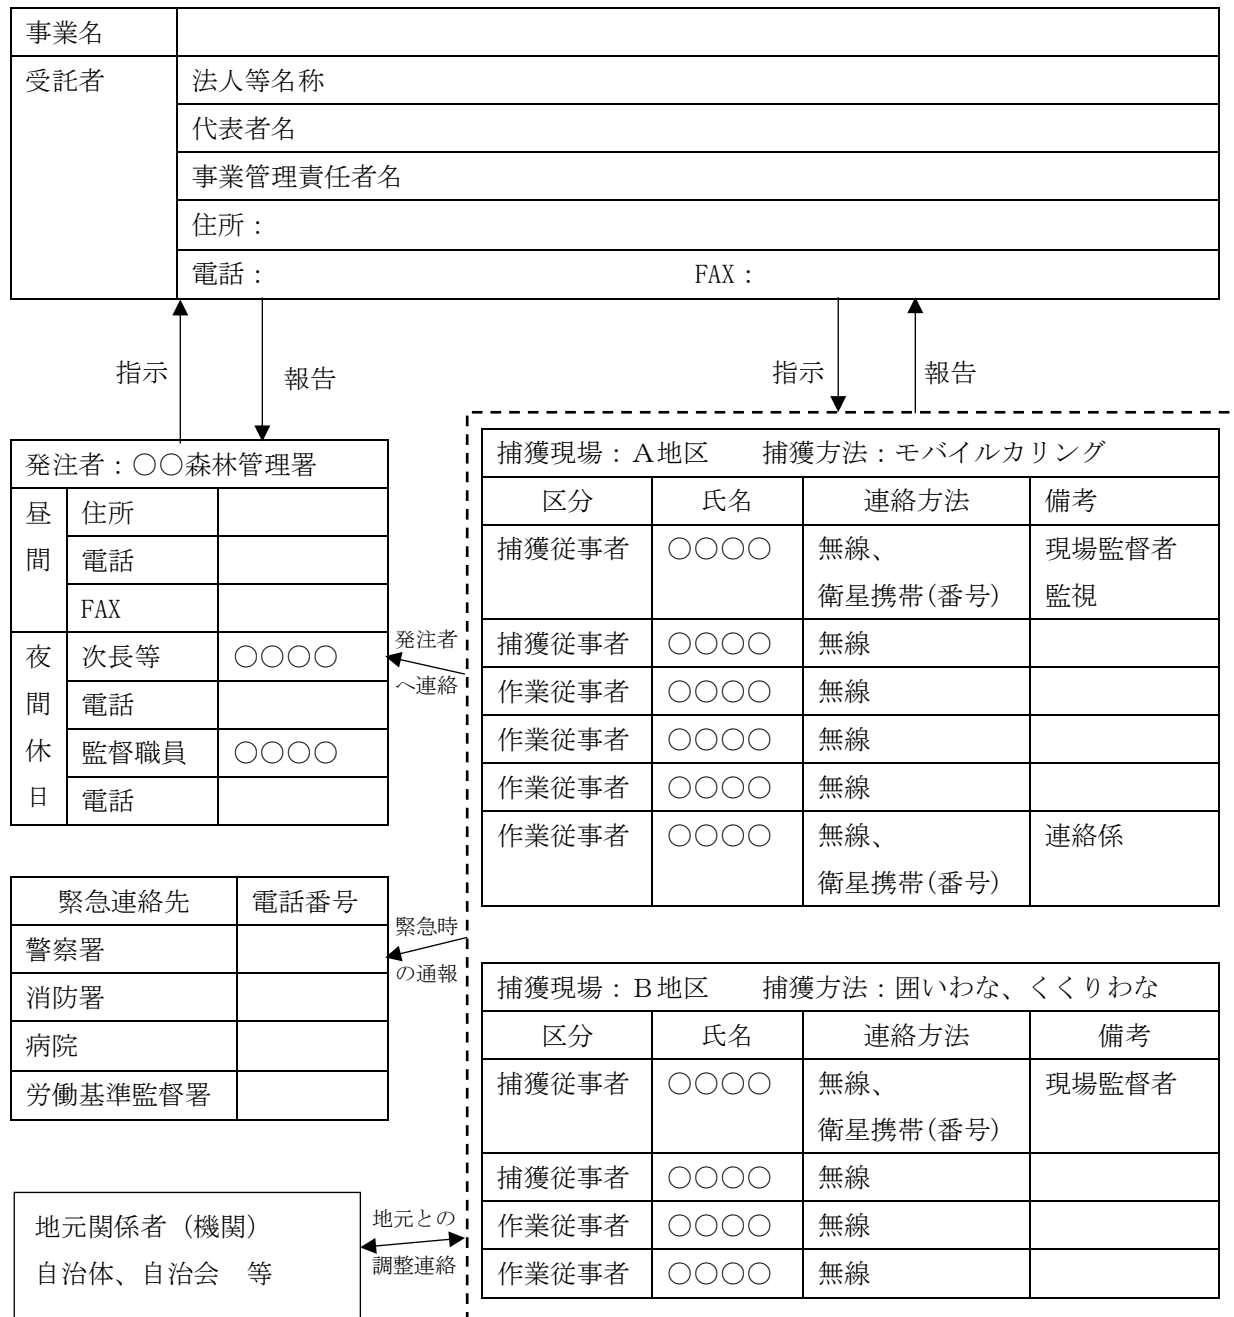 事業名
受託者
法人等名称
代表者名
事業管理責任者名
住所：
電話： FAX：
指示
報告
指示
報告
発注者：○○森林管理署
昼間
住所
電話
FAX
夜間休日
次長等 ○○○○
電話
監督職員 ○○○○
電話
発注者
へ連絡
緊急連絡先 電話番号
警察署
消防署
病院
労働基準監督署
緊急時
の通報
地元関係者（機関）
自治体、自治会　等
地元との
調整連絡
捕獲現場：Ａ地区　　捕獲方法：モバイルカリング
区分 氏名 連絡方法 備考
捕獲従事者 ○○○○ 無線、 現場監督者
衛星携帯(番号) 監視
捕獲従事者 ○○○○ 無線
作業従事者 ○○○○ 無線
作業従事者 ○○○○ 無線
作業従事者 ○○○○ 無線
作業従事者 ○○○○ 無線、 連絡係
衛星携帯(番号)
捕獲現場：Ｂ地区　　捕獲方法：囲いわな、くくりわな
区分 氏名 連絡方法 備考
捕獲従事者 ○○○○ 無線、 現場監督者
衛星携帯(番号)
捕獲従事者 ○○○○ 無線
作業従事者 ○○○○ 無線
作業従事者 ○○○○ 無線